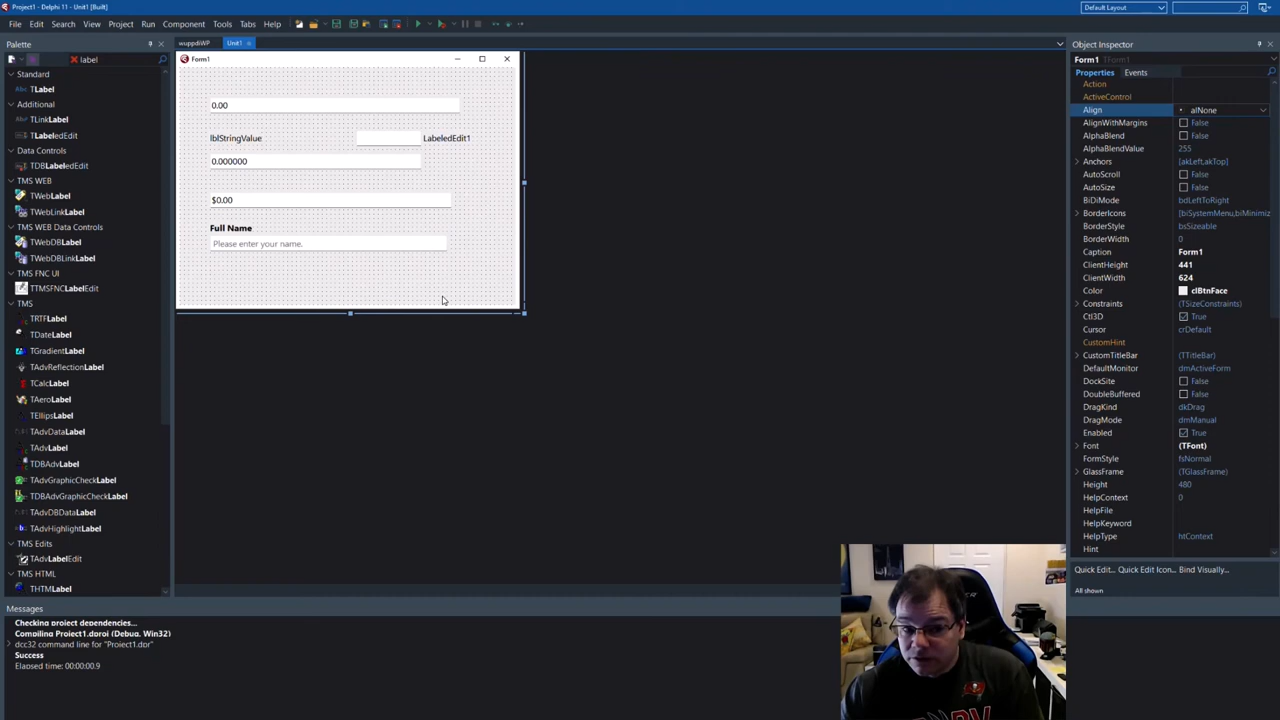 Project1 - Delphi 11 - Unit1 [Built]
Default Layout
File Edit Search View Project Run Component Tools Tabs Help
Palette
wuppdiWP
Unit1
Object Inspector
label
Form1
Form1 TForm1
Standard
Properties Events
TLabel
Action
Additional
ActiveControl
TLinkLabel
0.00
Align alNone
TLabeledEdit
AlignWithMargins False
Data Controls
lblStringValue
LabeledEdit1
AlphaBlend False
TDBLabeledEdit
0.000000
AlphaBlendValue 255
TMS WEB
Anchors [akLeft,akTop]
TWebLabel
AutoScroll False
TWebLinkLabel
$0.00
AutoSize False
TMS WEB Data Controls
Full Name
BiDiMode bdLeftToRight
TWebDBLabel
Please enter your name.
BorderIcons [biSystemMenu,biMinimiz
TWebDBLinkLabel
BorderStyle bsSizeable
TMS FNC UI
BorderWidth 0
TTMSFNCLabelEdit
Caption Form1
TMS
ClientHeight 441
TRTFLabel
ClientWidth 624
TDateLabel
Color clBtnFace
TGradientLabel
Constraints (TSizeConstraints)
TAdvReflectionLabel
Ctl3D True
TCalcLabel
Cursor crDefault
TAeroLabel
CustomHint
TEllipsLabel
CustomTitleBar (TTitleBar)
TAdvDataLabel
DefaultMonitor dmActiveForm
TAdvLabel
DockSite False
TDBAdvLabel
DoubleBuffered False
TAdvGraphicCheckLabel
DragKind dkDrag
TDBAdvGraphicCheckLabel
DragMode dmManual
TAdvDBDataLabel
Enabled True
TAdvHighlightLabel
Font (TFont)
TMS Edits
FormStyle fsNormal
TAdvLabelEdit
GlassFrame (TGlassFrame)
TMS HTML
Height 480
THTMLabel
HelpContext 0
HelpFile
HelpKeyword
HelpType htContext
Hint
Quick Edit... Quick Edit Icon... Bind Visually...
All shown
Messages
Checking project dependencies...
Compiling Project1.dproj (Debug, Win32)
dcc32 command line for "Project1.dpr"
Success
Elapsed time: 00:00:00.9